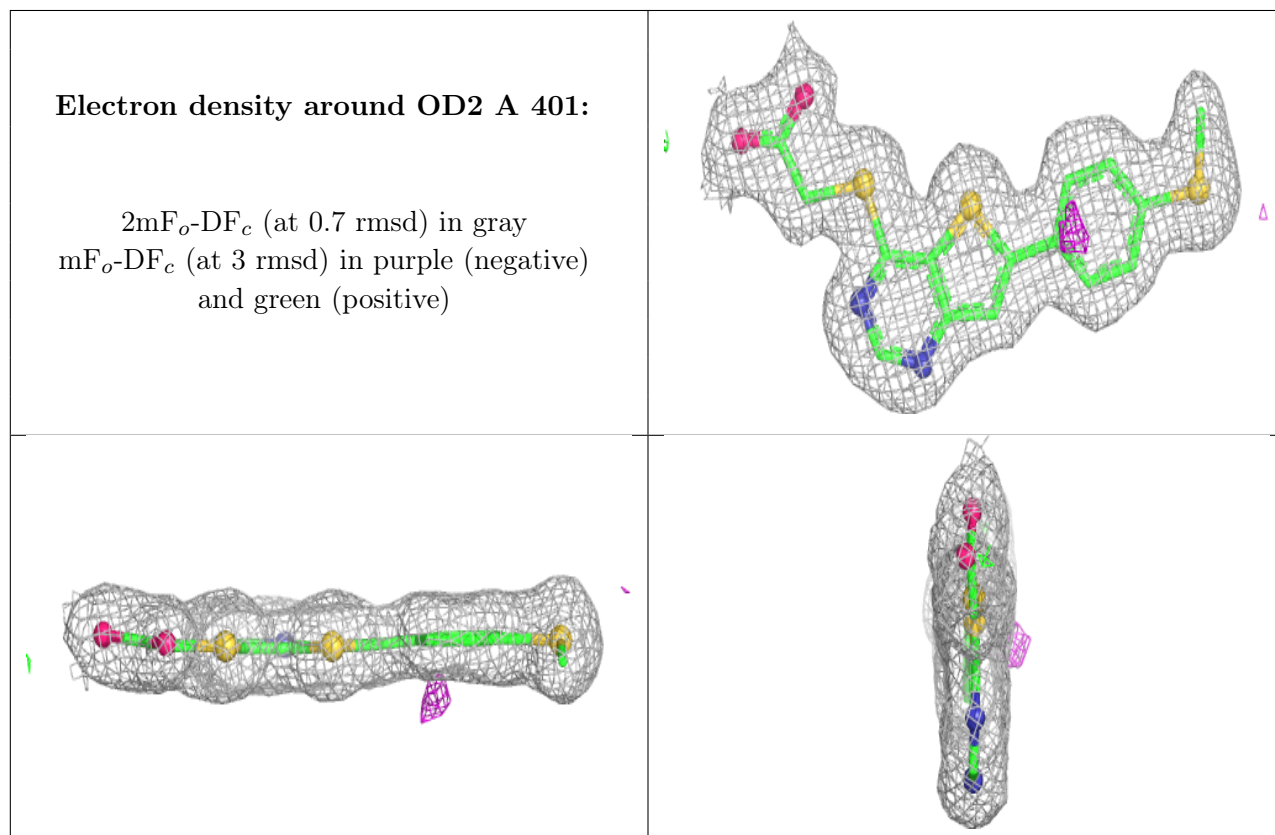 Electron density around OD2 A 401:
2mFo-DFc (at 0.7 rmsd) in gray
mFo-DFc (at 3 rmsd) in purple (negative)
and green (positive)